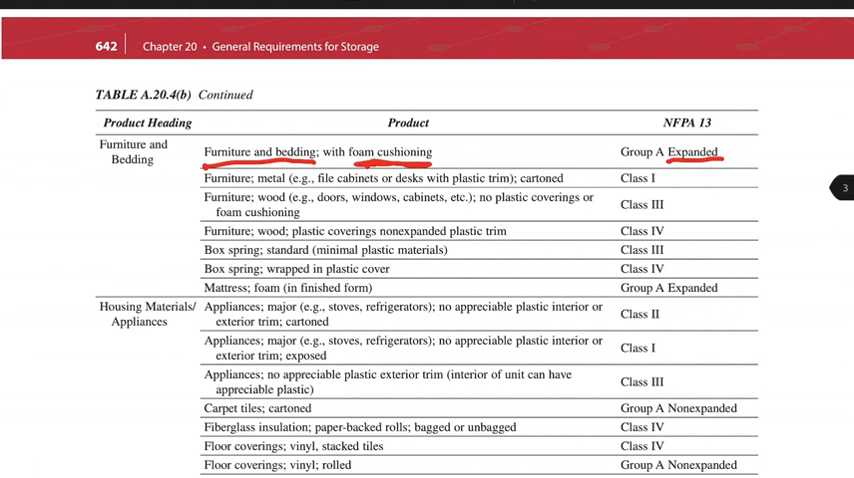 642 Chapter 20 • General Requirements for Storage
TABLE A.20.4(b) Continued
Product Heading Product NFPA 13
Furniture and Bedding Furniture and bedding; with foam cushioning Group A Expanded
Furniture; metal (e.g., file cabinets or desks with plastic trim); cartoned Class I
Furniture; wood (e.g., doors, windows, cabinets, etc.); no plastic coverings or
foam cushioning Class III
Furniture; wood; plastic coverings nonexpanded plastic trim Class IV
Box spring; standard (minimal plastic materials) Class III
Box spring; wrapped in plastic cover Class IV
Mattress; foam (in finished form) Group A Expanded
Housing Materials/ Appliances; major (e.g., stoves, refrigerators); no appreciable plastic interior or
Appliances exterior trim; cartoned Class II
Appliances; major (e.g., stoves, refrigerators); no appreciable plastic interior or
exterior trim; exposed Class I
Appliances; no appreciable plastic exterior trim (interior of unit can have
appreciable plastic) Class III
Carpet tiles; cartoned Group A Nonexpanded
Fiberglass insulation; paper-backed rolls; bagged or unbagged Class IV
Floor coverings; vinyl, stacked tiles Class IV
Floor coverings; vinyl; rolled Group A Nonexpanded
3